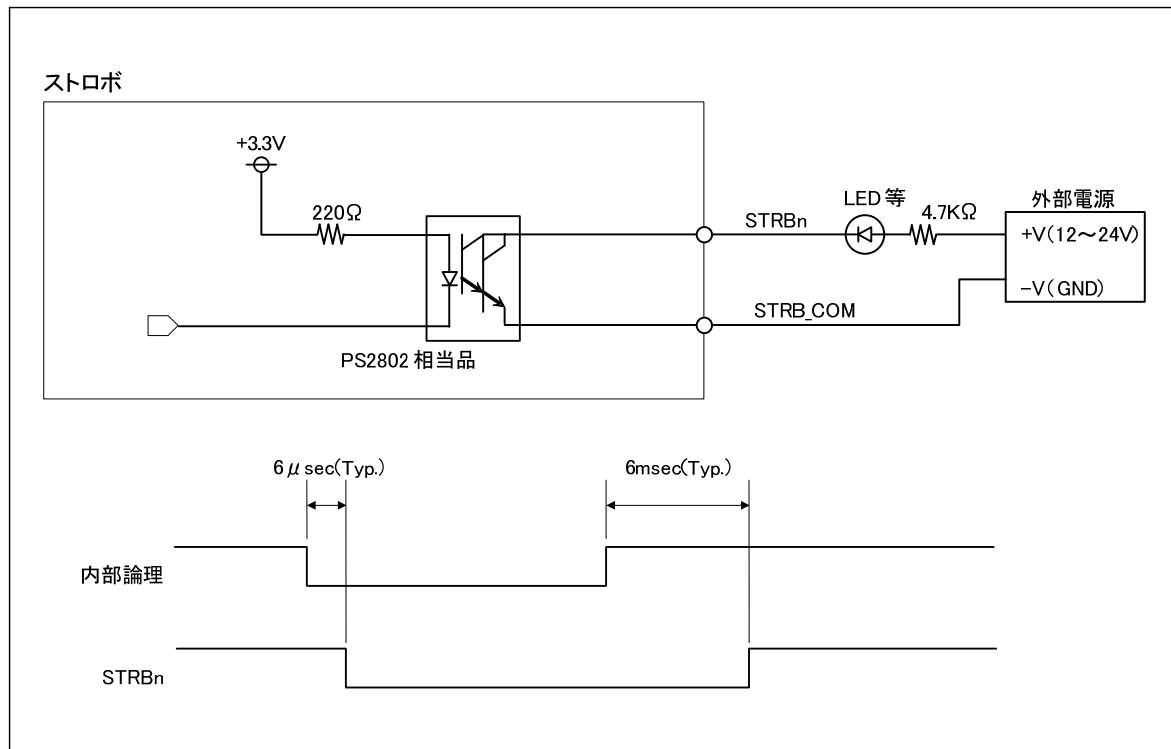 ストロボ
+3.3V
220Ω
PS2802 相当品
STRBn
STRB_COM
LED 等
4.7KΩ
外部電源
+V(12～24V)
-V(GND)
6μsec(Typ.)
6msec(Typ.)
内部論理
STRBn